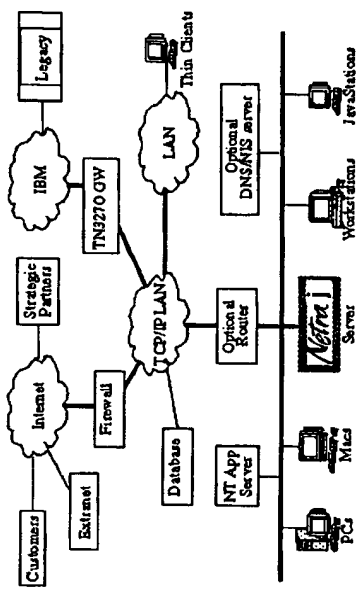 Customers
Extranet
Internet
Strategic
Partners
Firewall
IBM
Legacy
TN3270 GW
TCP/IP LAN
Database
LAN
Thin Clients
NT APP
Server
Optional
Router
Optional
DNS/NIS server
PCs
Macs
Netra j
Server
Workstations
JavaStations